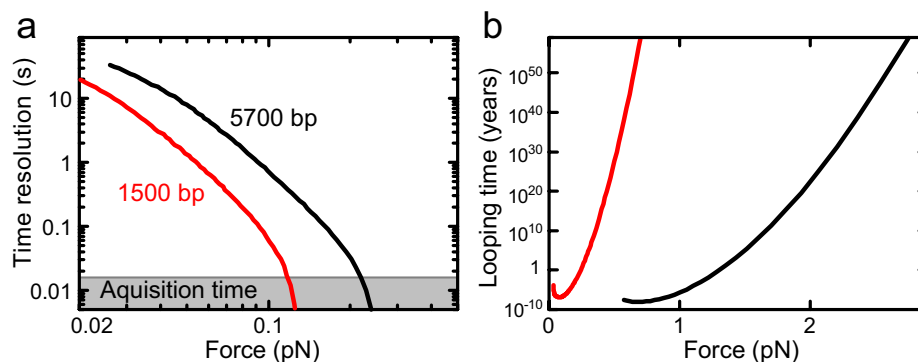 a
Time resolution (s)
10
1
0.1
0.01
5700 bp
1500 bp
Aquisition time
0.02
0.1
Force (pN)
b
Looping time (years)
10^50
10^40
10^30
10^20
10^10
1
10^-10
0
1
2
Force (pN)